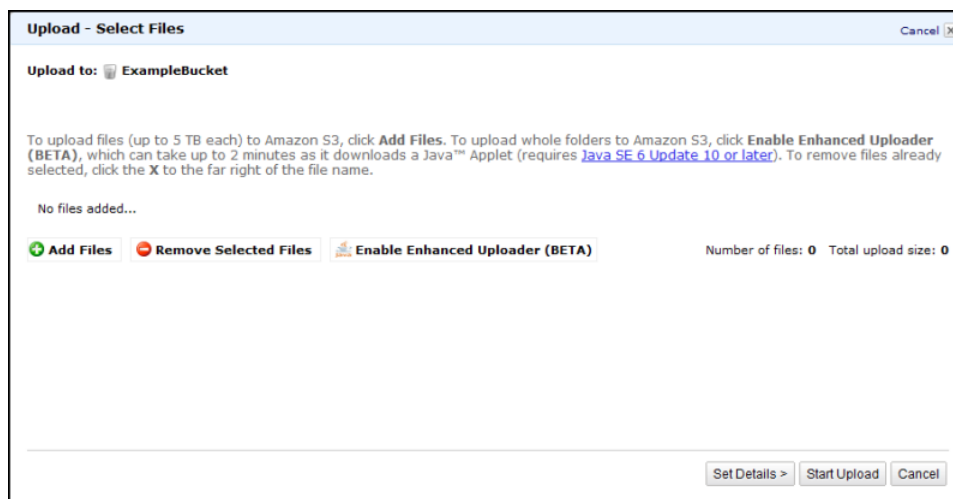 Upload - Select Files
Cancel
Upload to: ExampleBucket
To upload files (up to 5 TB each) to Amazon S3, click Add Files. To upload whole folders to Amazon S3, click Enable Enhanced Uploader
(BETA), which can take up to 2 minutes as it downloads a Java™ Applet (requires Java SE 6 Update 10 or later). To remove files already
selected, click the X to the far right of the file name.
No files added...
Add Files Remove Selected Files Enable Enhanced Uploader (BETA) Number of files: 0 Total upload size: 0
Set Details > Start Upload Cancel